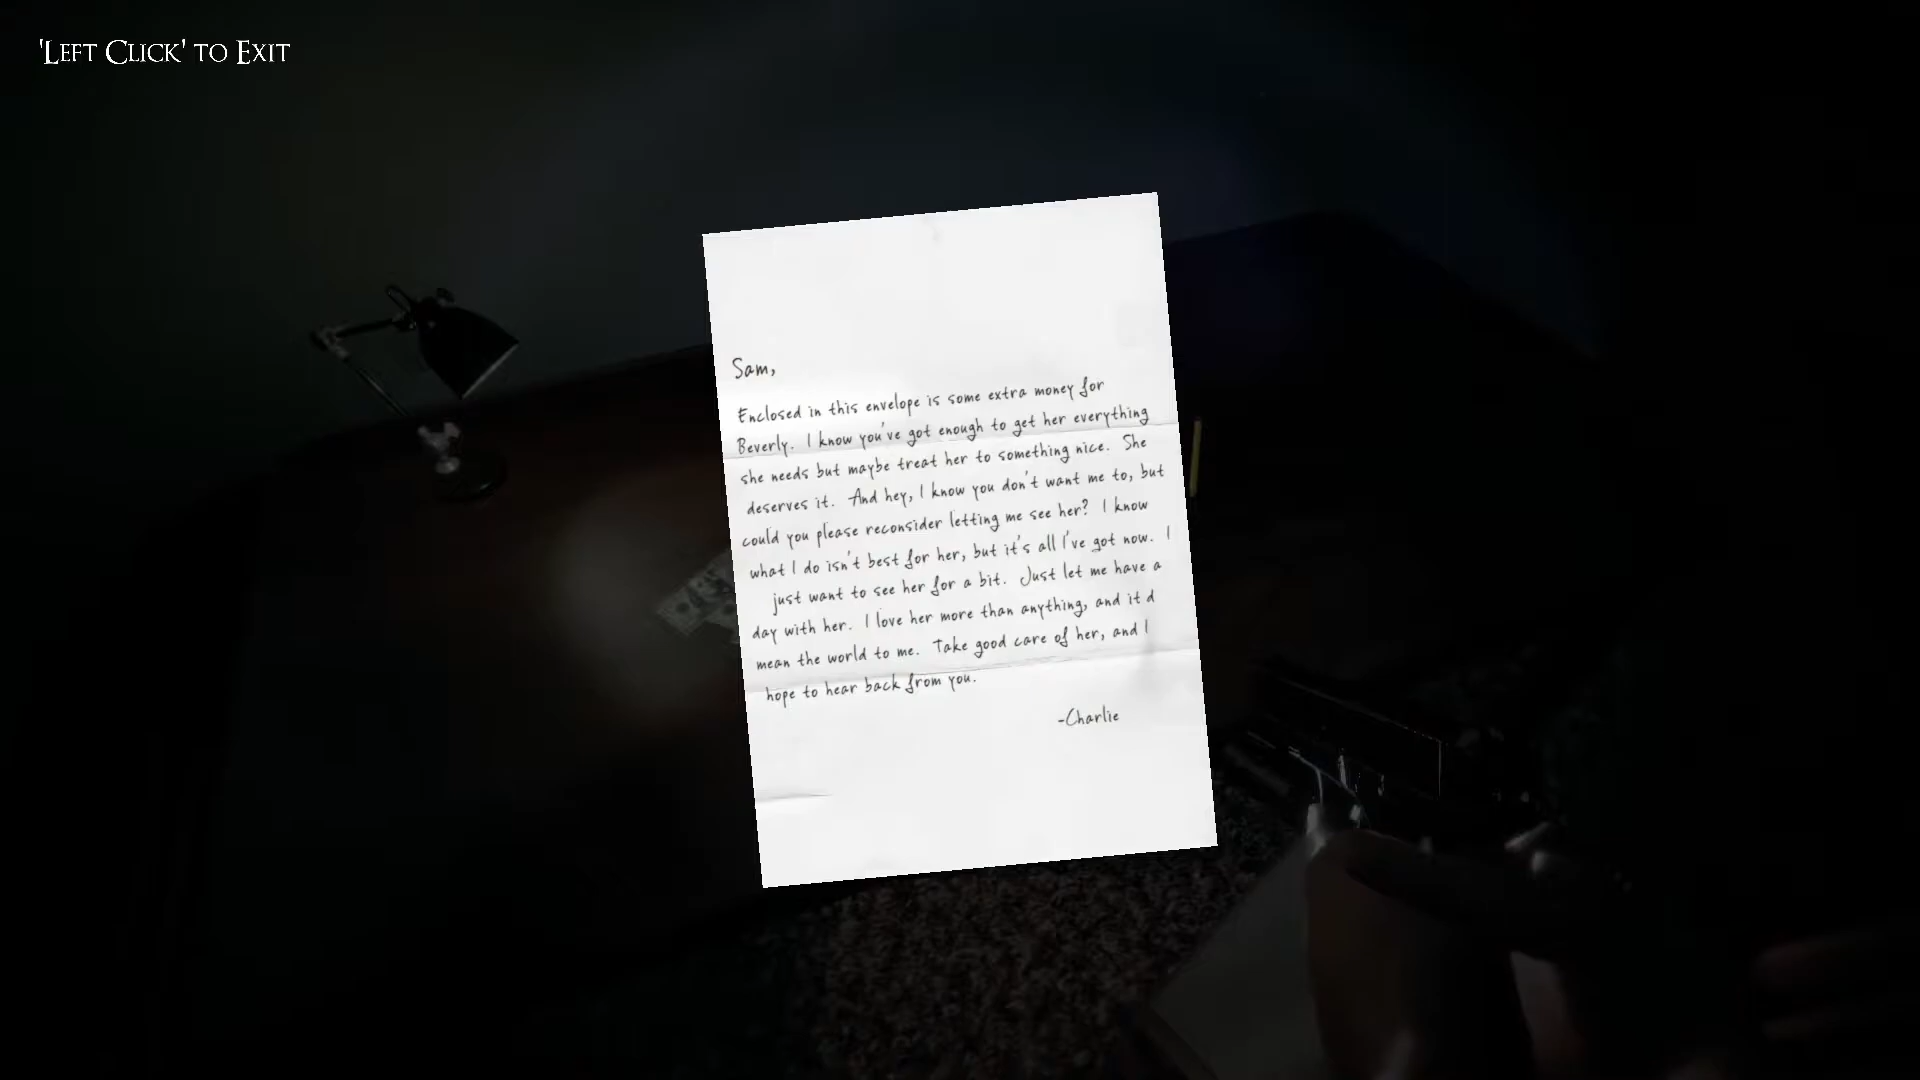 'Left Click' to Exit
Sam,
Enclosed in this envelope is some extra money for
Beverly. I know you've got enough to get her everything
she needs but maybe treat her to something nice. She
deserves it. And hey, I know you don't want me to, but
could you please reconsider letting me see her? I know
what I do isn't best for her, but it's all I've got now. I
just want to see her for a bit. Just let me have a
day with her. I love her more than anything, and it d
mean the world to me. Take good care of her, and I
hope to hear back from you.
-Charlie